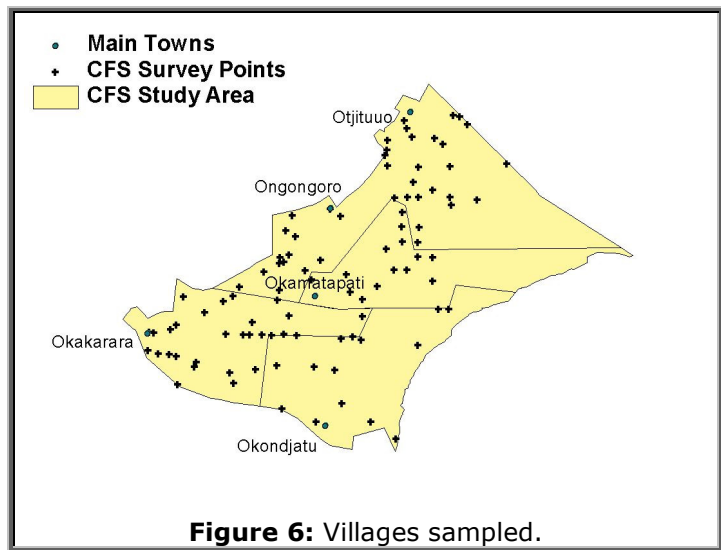 Main Towns
CFS Survey Points
CFS Study Area
Otjituuo
Ongongoro
Okamatapati
Okakarara
Okondjatu
Figure 6: Villages sampled.